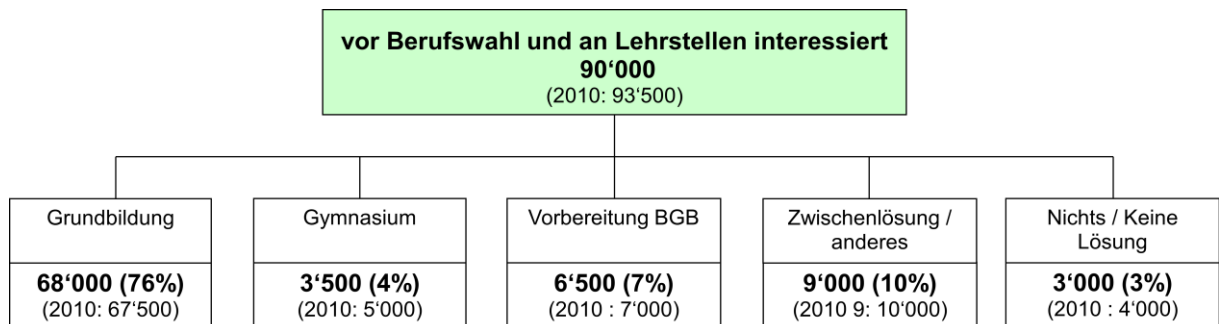 vor Berufswahl und an Lehrstellen interessiert
90‘000
(2010: 93‘500)
Grundbildung
68‘000 (76%)
(2010: 67‘500)
Gymnasium
3‘500 (4%)
(2010: 5‘000)
Vorbereitung BGB
6‘500 (7%)
(2010 : 7‘000)
Zwischenlösung /
anderes
9‘000 (10%)
(2010 9: 10‘000)
Nichts / Keine
Lösung
3‘000 (3%)
(2010 : 4‘000)